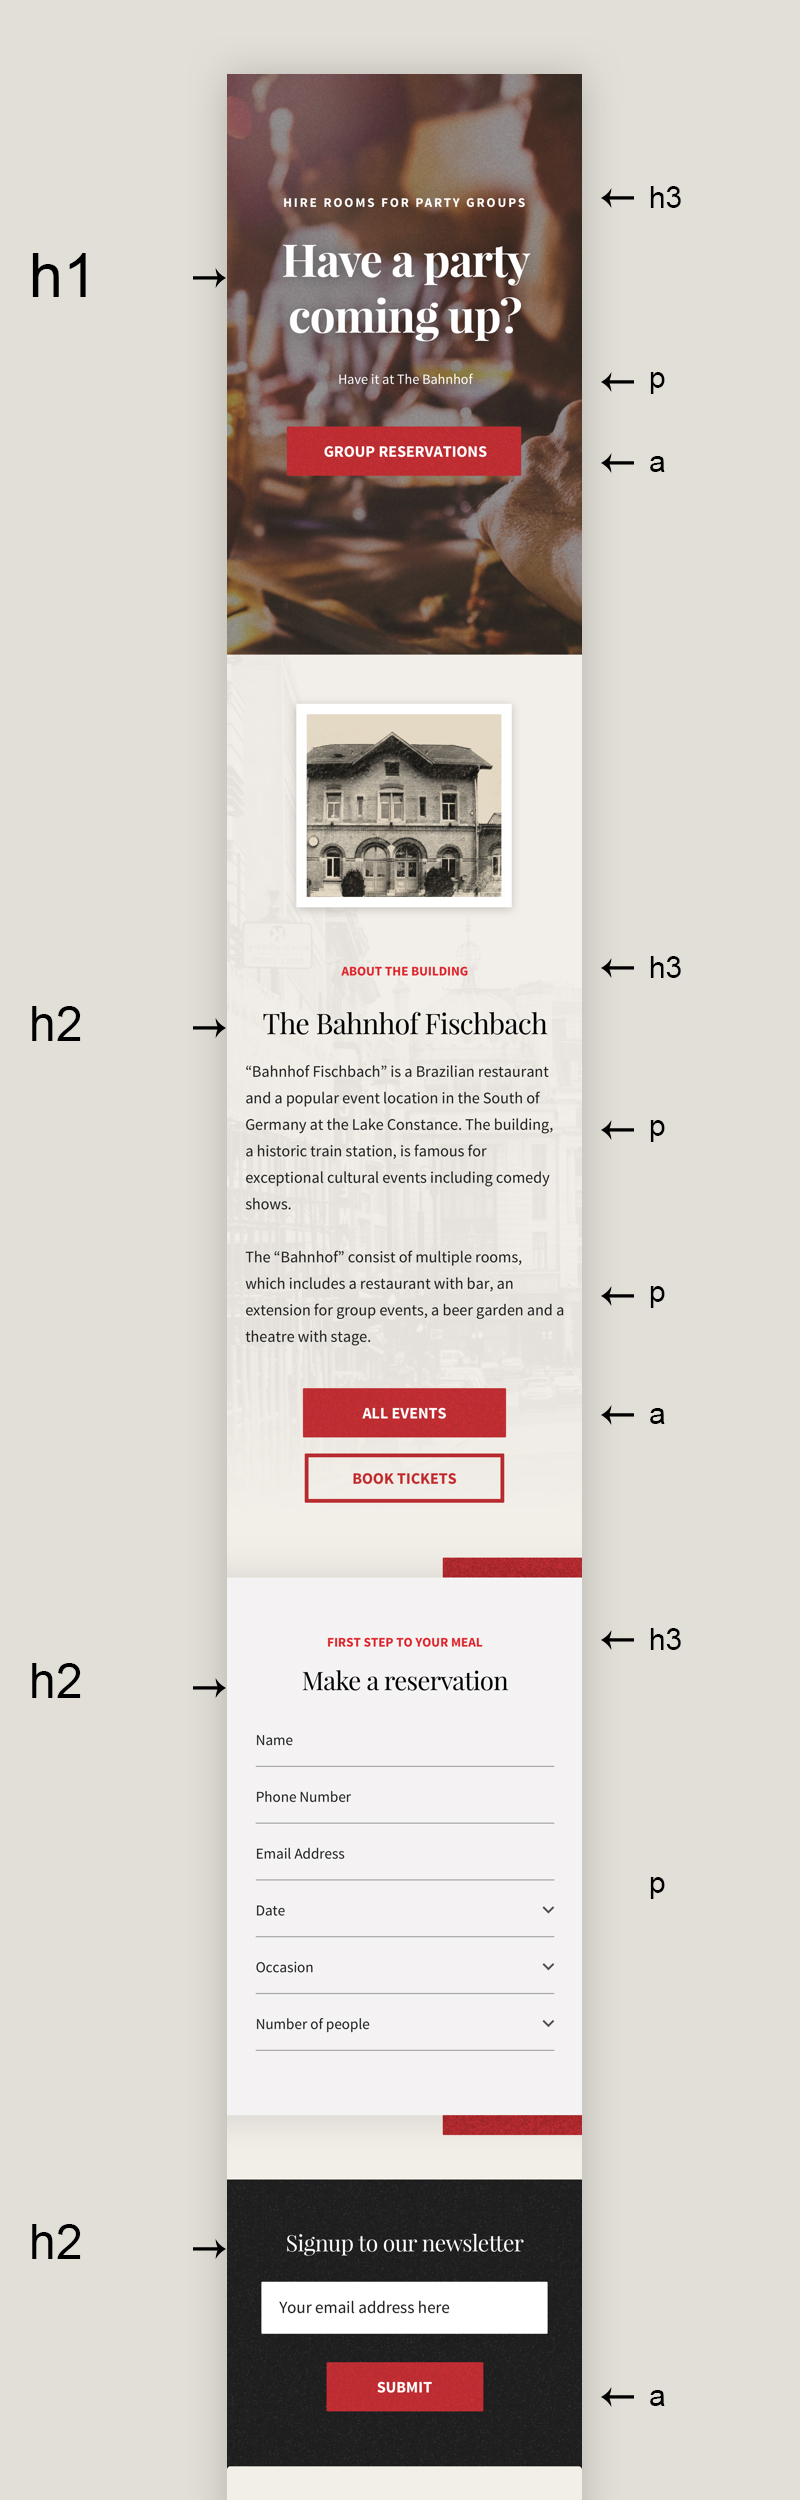 h3
HIRE ROOMS FOR PARTY GROUPS
h1
Have a party
coming up?
Have it at The Bahnhof
p
GROUP RESERVATIONS
a
ABOUT THE BUILDING
h3
h2
The Bahnhof Fischbach
“Bahnhof Fischbach” is a Brazilian restaurant
and a popular event location in the South of
Germany at the Lake Constance. The building,
a historic train station, is famous for
exceptional cultural events including comedy
shows.
p
The “Bahnhof” consist of multiple rooms,
which includes a restaurant with bar, an
extension for group events, a beer garden and a
theatre with stage.
p
ALL EVENTS
a
BOOK TICKETS
FIRST STEP TO YOUR MEAL
h3
h2
Make a reservation
Name
Phone Number
Email Address
p
Date
Occasion
Number of people
h2
Signup to our newsletter
Your email address here
SUBMIT
a